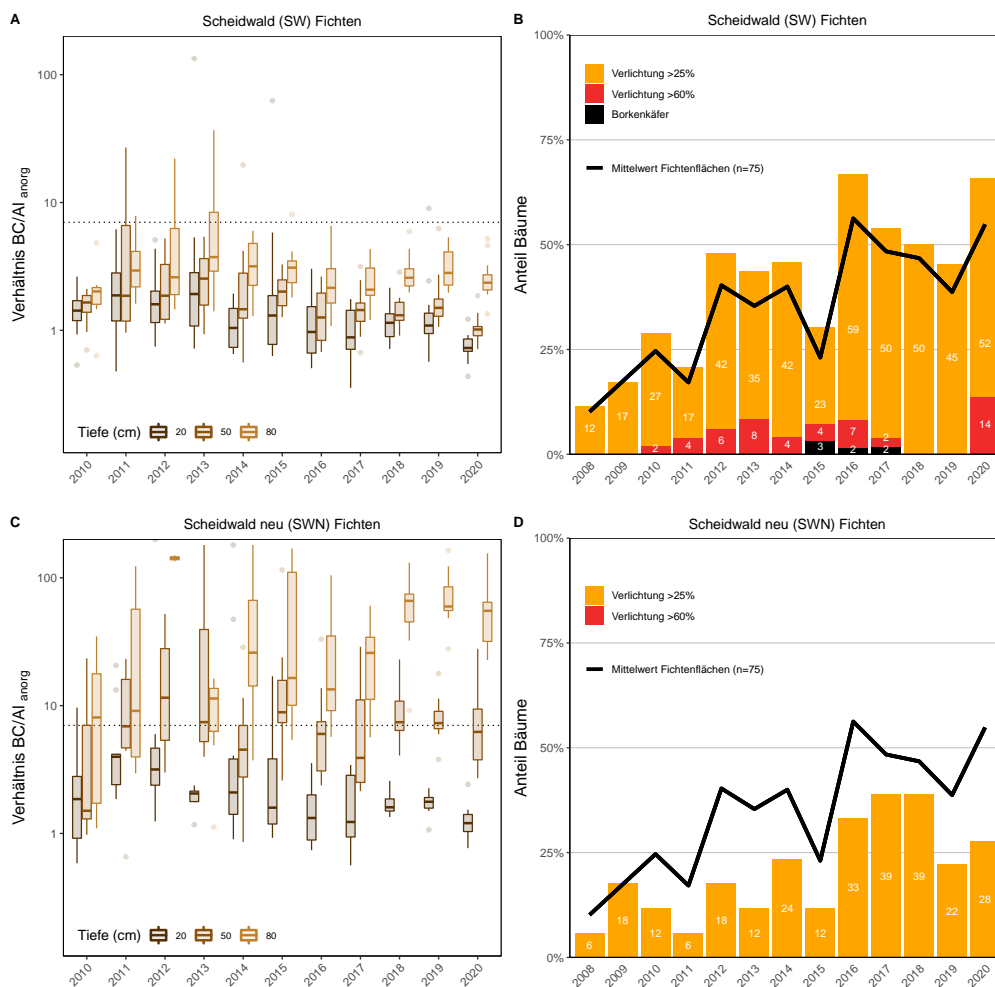 A
Scheidwald (SW) Fichten
Verhältnis BC/Al anorg
100
10
1
Tiefe (cm) 20 50 80
2010 2011 2012 2013 2014 2015 2016 2017 2018 2019 2020
B
Scheidwald (SW) Fichten
Anteil Bäume
100%
75%
50%
25%
0%
Verlichtung >25%
Verlichtung >60%
Borkenkäfer
Mittelwert Fichtenflächen (n=75)
12 17 27 17 42 35 42 23 59 50 50 45 52
2 4 6 8 4 4 7 2 14
3 2 2
2008 2009 2010 2011 2012 2013 2014 2015 2016 2017 2018 2019 2020
C
Scheidwald neu (SWN) Fichten
Verhältnis BC/Al anorg
100
10
1
Tiefe (cm) 20 50 80
2010 2011 2012 2013 2014 2015 2016 2017 2018 2019 2020
D
Scheidwald neu (SWN) Fichten
Anteil Bäume
100%
75%
50%
25%
0%
Verlichtung >25%
Verlichtung >60%
Mittelwert Fichtenflächen (n=75)
6 18 12 6 18 12 24 12 33 39 39 22 28
2008 2009 2010 2011 2012 2013 2014 2015 2016 2017 2018 2019 2020